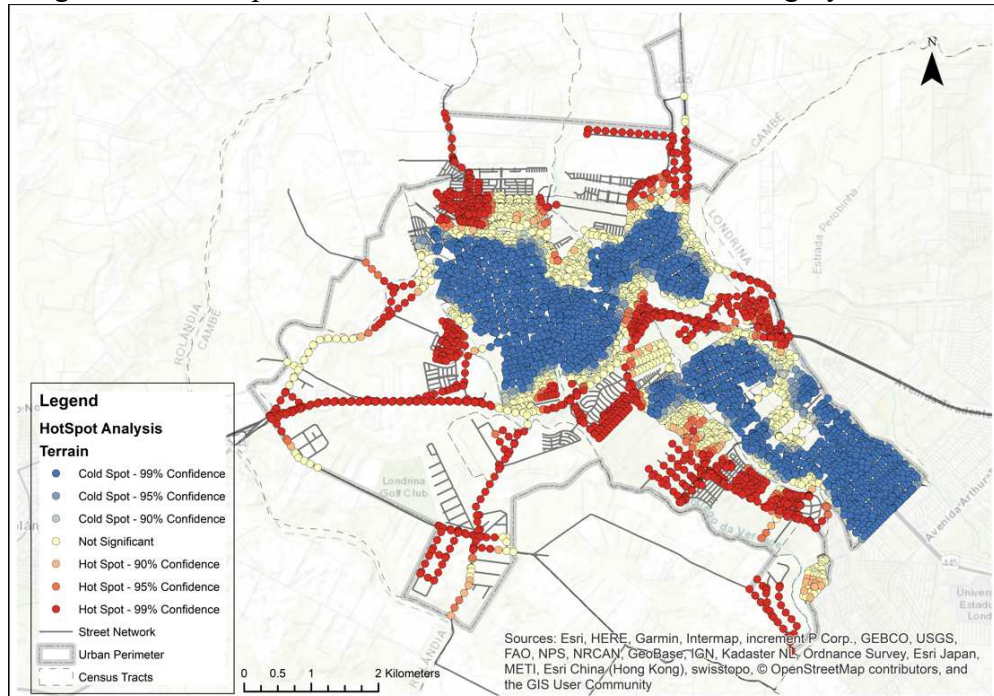 N
CAMBÉ
LONDRINA
Estrada Perobinha
ROLÂNDIA
CAMBÉ
Legend
HotSpot Analysis
Terrain
Cold Spot - 99% Confidence
Cold Spot - 95% Confidence
Cold Spot - 90% Confidence
Not Significant
Hot Spot - 90% Confidence
Hot Spot - 95% Confidence
Hot Spot - 99% Confidence
Street Network
Urban Perimeter
Census Tracts
Londrina
Golf Club
Avenida Arthur
445
Univer
Estadu
Lond
ROLÂNDIA
0 0.5 1 2 Kilometers
Sources: Esri, HERE, Garmin, Intermap, increment P Corp., GEBCO, USGS,
FAO, NPS, NRCAN, GeoBase, IGN, Kadaster NL, Ordnance Survey, Esri Japan,
METI, Esri China (Hong Kong), swisstopo, © OpenStreetMap contributors, and
the GIS User Community